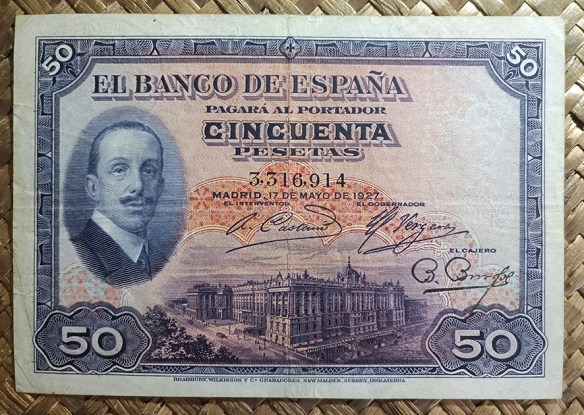 50 50
EL BANCO DE ESPAÑA
PAGARÁ AL PORTADOR
CINCUENTA
PESETAS
3,316,914
MADRID, 17 DE MAYO DE 1927.
EL INTERVENTOR EL GOBERNADOR
EL CAJERO
50 50
BRADBURY, WILKINSON Y Cª GRABADORES, NEW MALDEN, SURREY, INGLATERRA